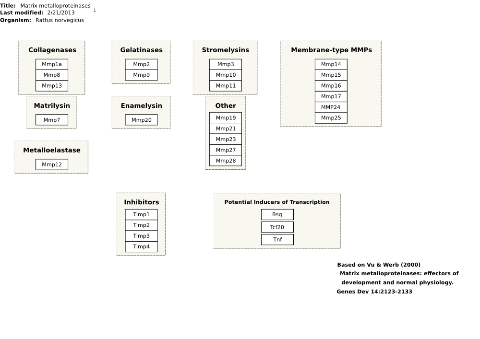 Title: Matrix metalloproteinases
Last modified: 2/21/2013
Organism: Rattus norvegicus
Collagenases
Mmp1a
Mmp8
Mmp13
Gelatinases
Mmp2
Mmp9
Stromelysins
Mmp3
Mmp10
Mmp11
Membrane-type MMPs
Mmp14
Mmp15
Mmp16
Mmp17
MMP24
Mmp25
Matrilysin
Mmp7
Enamelysin
Mmp20
Other
Mmp19
Mmp21
Mmp23
Mmp27
Mmp28
Metalloelastase
Mmp12
Inhibitors
Timp1
Timp2
Timp3
Timp4
Potential Inducers of Transcription
Bsg
Tcf20
Tnf
Based on Vu & Werb (2000)
Matrix metalloproteinases: effectors of
development and normal physiology.
Genes Dev 14:2123-2133